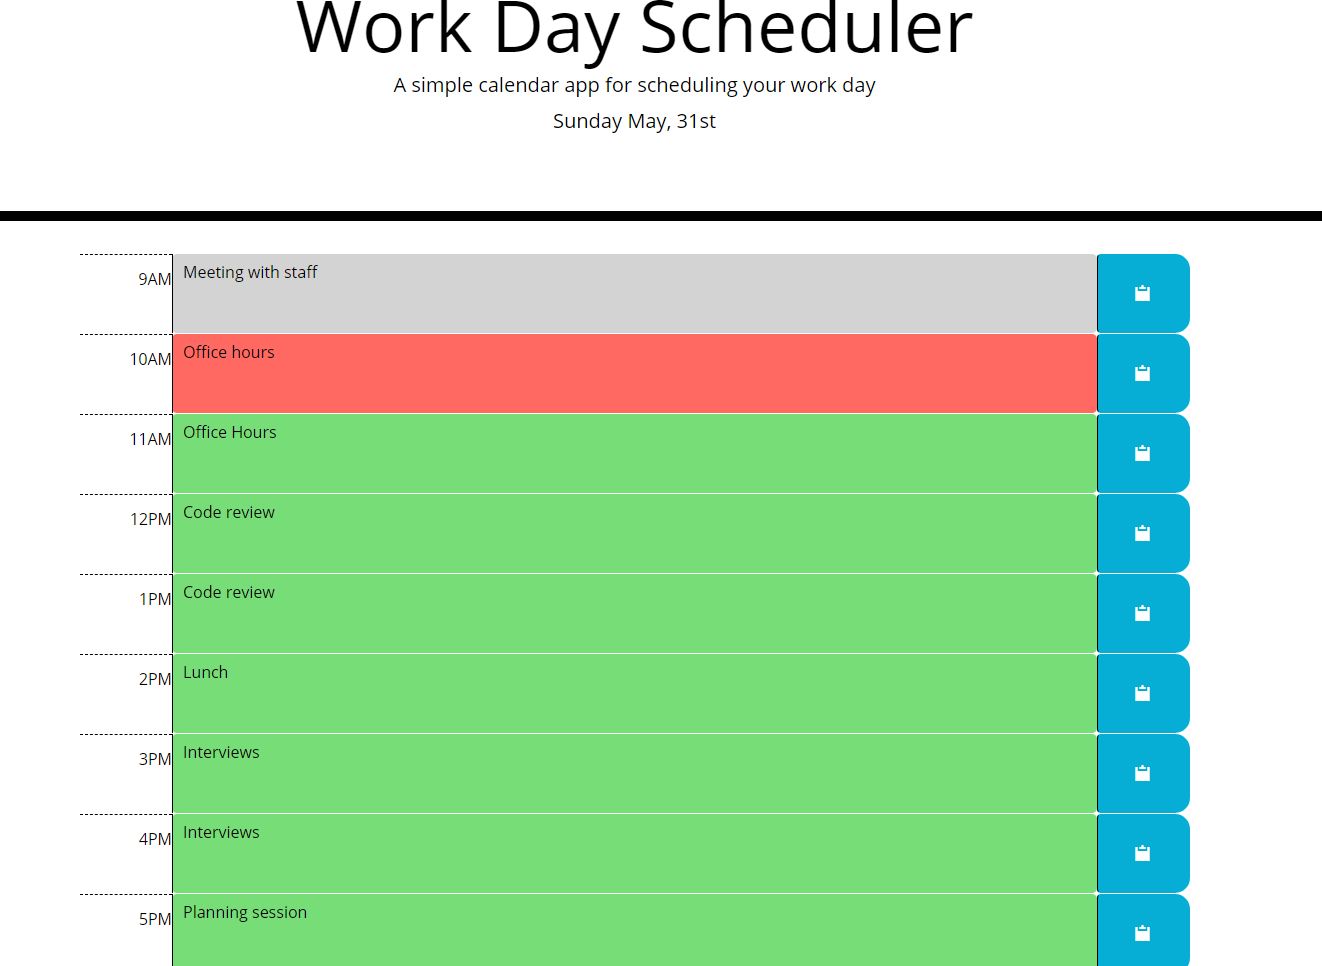 Work Day Scheduler
A simple calendar app for scheduling your work day
Sunday May, 31st
9AM Meeting with staff
10AM Office hours
11AM Office Hours
12PM Code review
1PM Code review
2PM Lunch
3PM Interviews
4PM Interviews
5PM Planning session